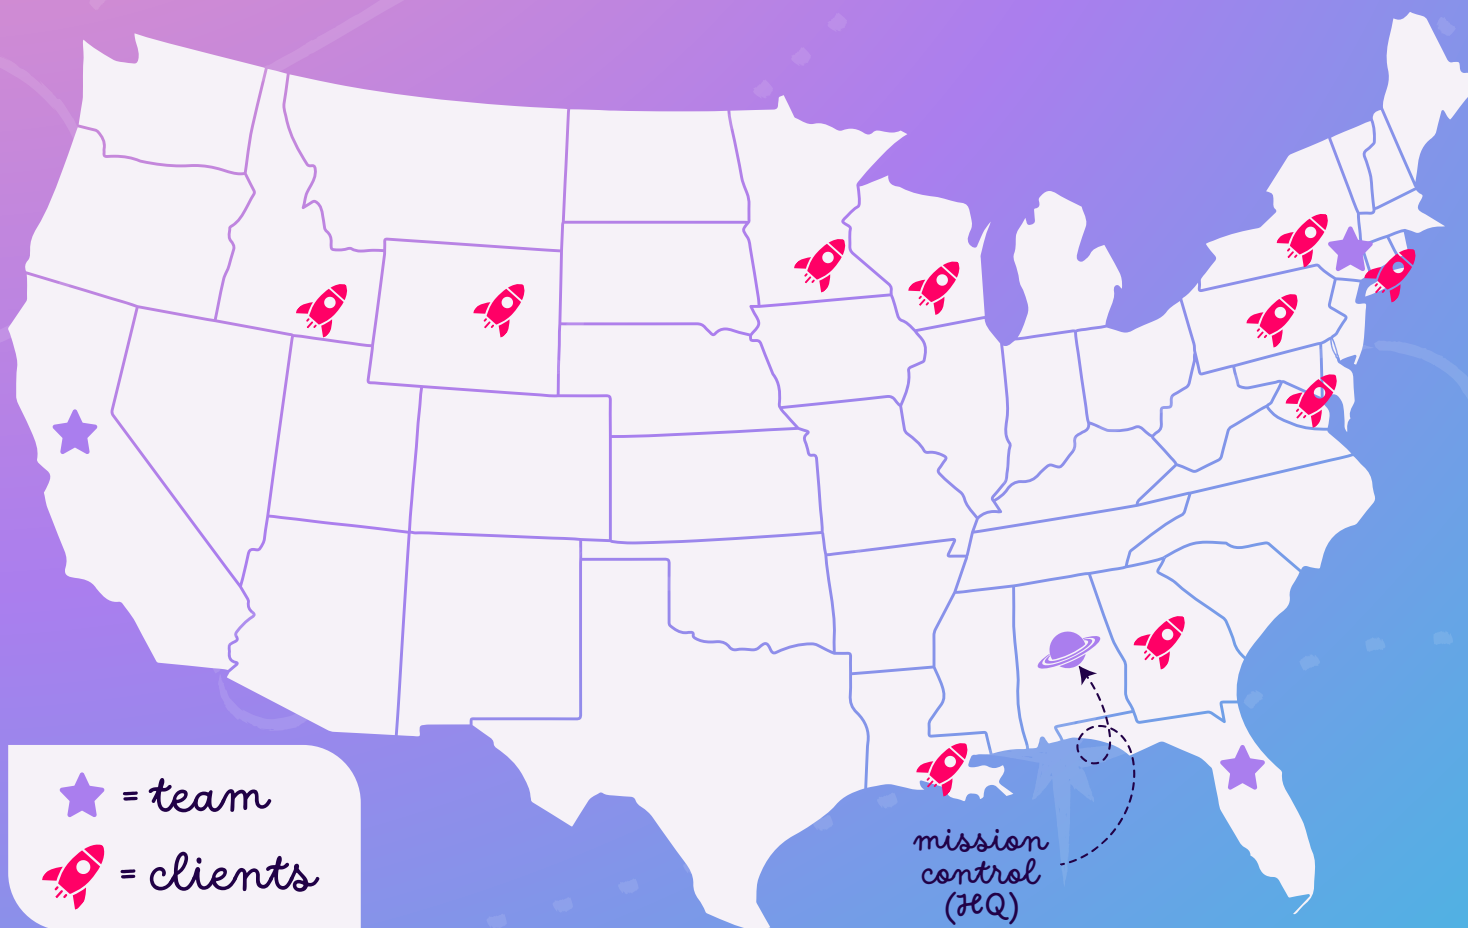 = team
= clients
mission
control
(HQ)